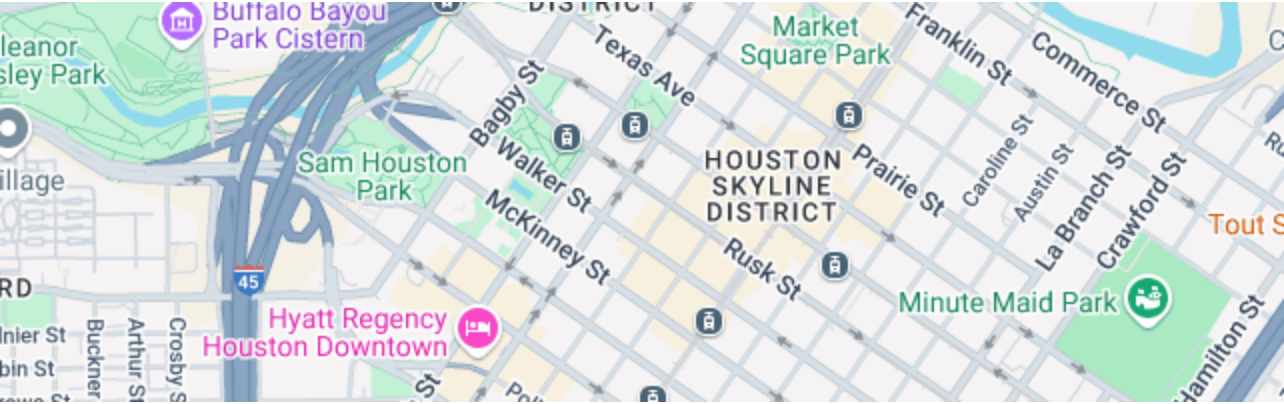 DISTRICT
Buffalo Bayou
Park Cistern
leanor
sley Park
Market
Square Park
Franklin St
Commerce St
Texas Ave
Bagby St
Sam Houston
Park
illage
Walker St
HOUSTON
SKYLINE
DISTRICT
Prairie St
Caroline St
Austin St
La Branch St
Crawford St
McKinney St
Rusk St
Tout S
45
RD
Minute Maid Park
Hyatt Regency
Houston Downtown
Hamilton St
nier St
bin St
Buckner
Arthur St
Crosby S
St
Pol